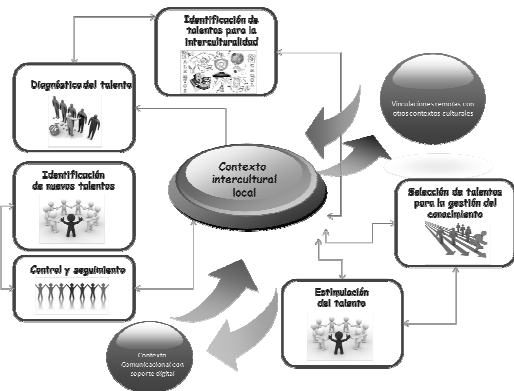 Identificación de
talentos para la
interculturalidad
Diagnóstico del talento
Vinculaciones remotas con
otros contextos culturales
Identificación
de nuevos talentos
Contexto
intercultural
local
Selección de talentos
para la gestión del
conocimiento
Control y seguimiento
Estimulación
del talento
Contexto
Comunicacional con
soporte digital